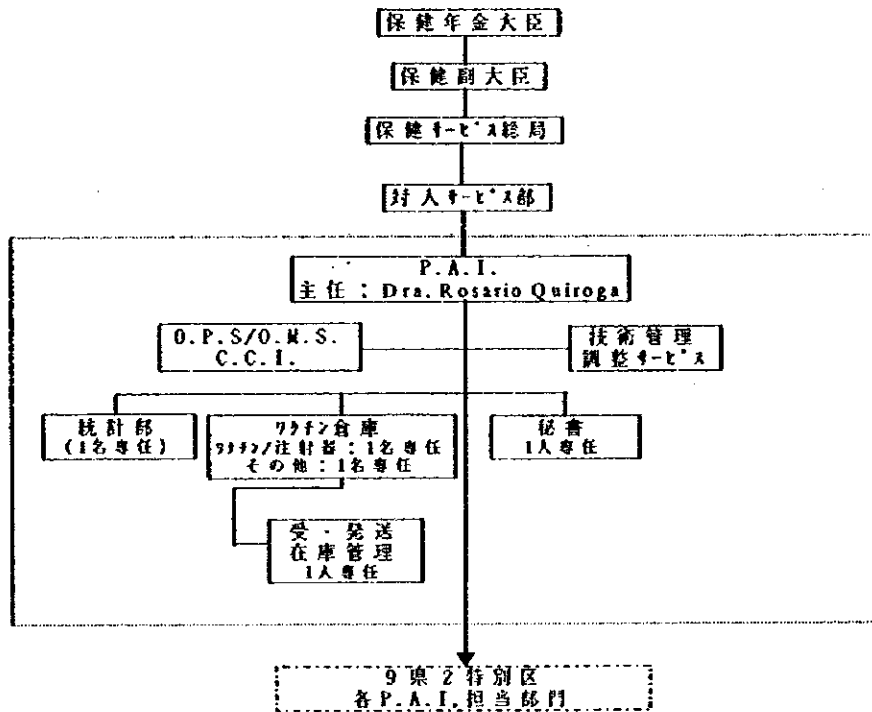 保健年金大臣
保健副大臣
保健ｻｰﾋﾞｽ総局
対人ｻｰﾋﾞｽ部
P.A.I.
主任：Dra.Rosario Quiroga
O.P.S/O.M.S.
C.C.I.
技術管理
調整ｻｰﾋﾞｽ
統計部
(1名専任)
ﾜｸﾁﾝ倉庫
ﾜｸﾁﾝ/注射器：1名専任
その他：1名専任
秘書
1人専任
受・発送
在庫管理
1人専任
9県2特別区
各P.A.I.担当部門